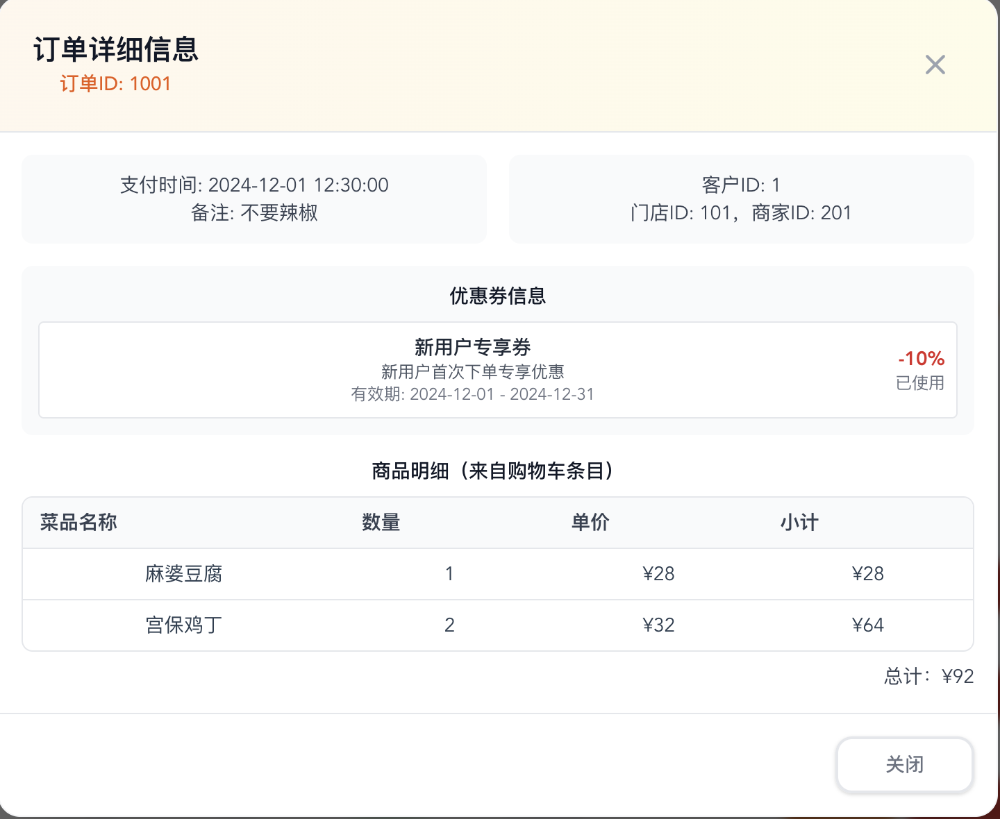 订单详细信息
订单ID: 1001
支付时间: 2024-12-01 12:30:00
备注: 不要辣椒
客户ID: 1
门店ID: 101，商家ID: 201
优惠券信息
新用户专享券
新用户首次下单专享优惠
有效期: 2024-12-01 - 2024-12-31
-10%
已使用
商品明细（来自购物车条目）
菜品名称 数量 单价 小计
麻婆豆腐 1 ¥28 ¥28
宫保鸡丁 2 ¥32 ¥64
总计：¥92
关闭